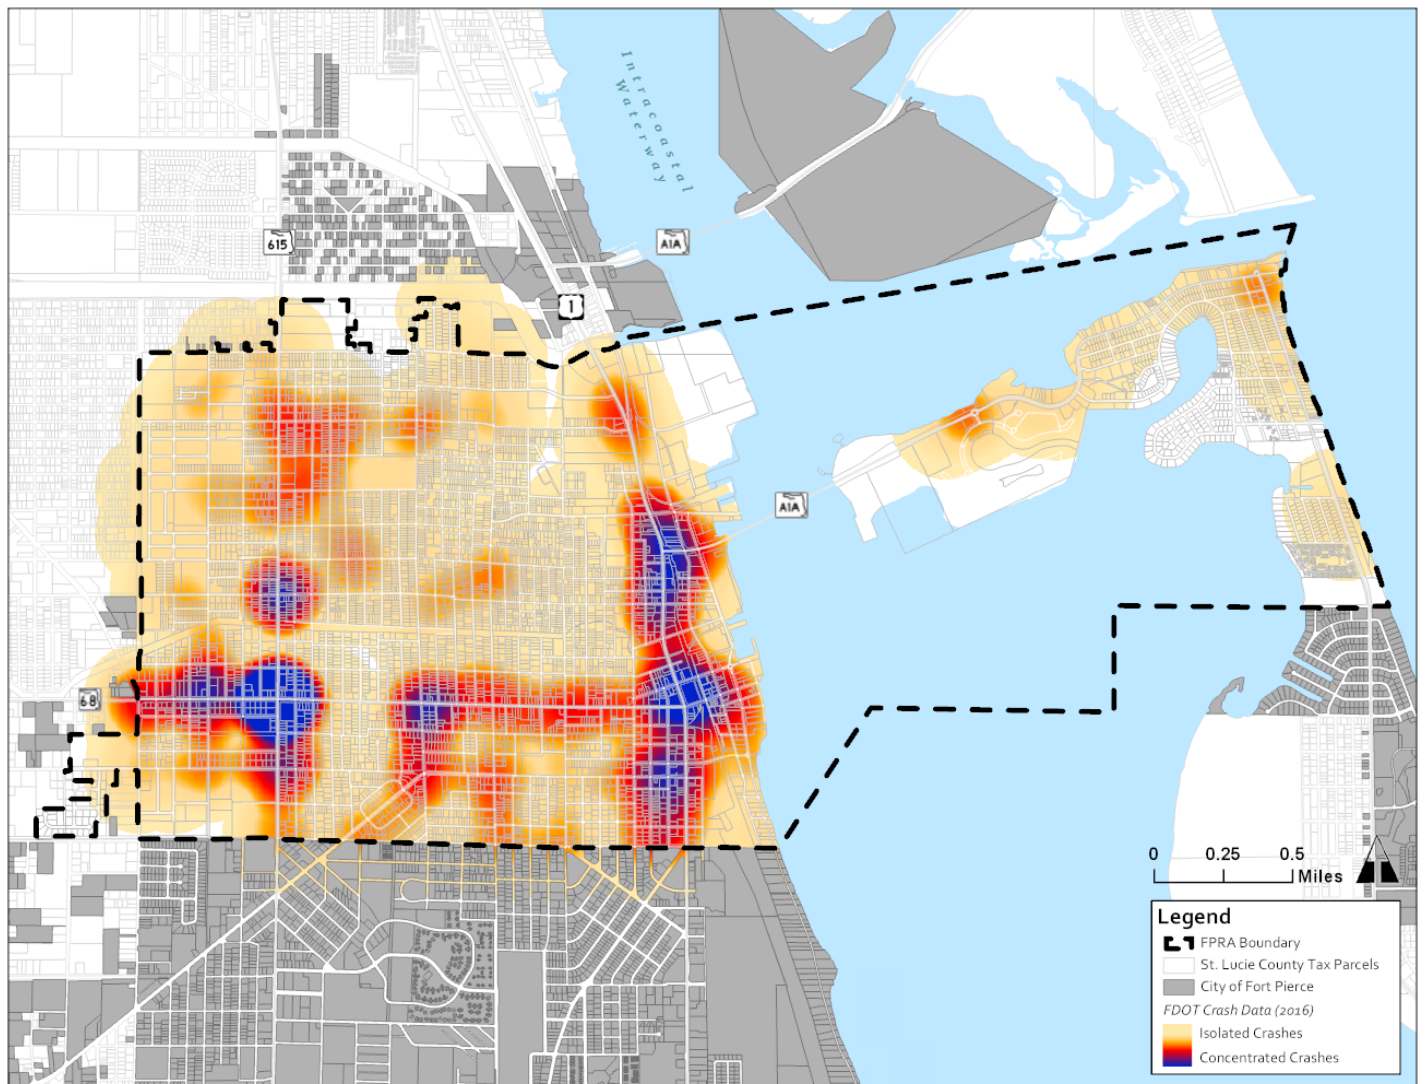 Intracoastal
Waterway
615
A1A
1
A1A
68
0 0.25 0.5
Miles
Legend
FPRA Boundary
St. Lucie County Tax Parcels
City of Fort Pierce
FDOT Crash Data (2016)
Isolated Crashes
Concentrated Crashes